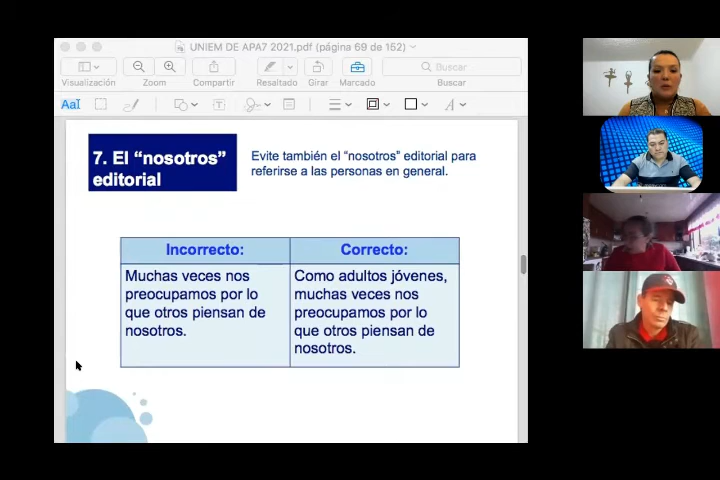 UNIEM DE APA7 2021.pdf (página 69 de 152)
Visualización
Zoom
Compartir
Resaltado
Girar
Marcado
Buscar
Buscar
AaI
7. El “nosotros”
editorial
Evite también el “nosotros” editorial para
referirse a las personas en general.
Incorrecto:
Correcto:
Muchas veces nos
preocupamos por lo
que otros piensan de
nosotros.
Como adultos jóvenes,
muchas veces nos
preocupamos por lo
que otros piensan de
nosotros.